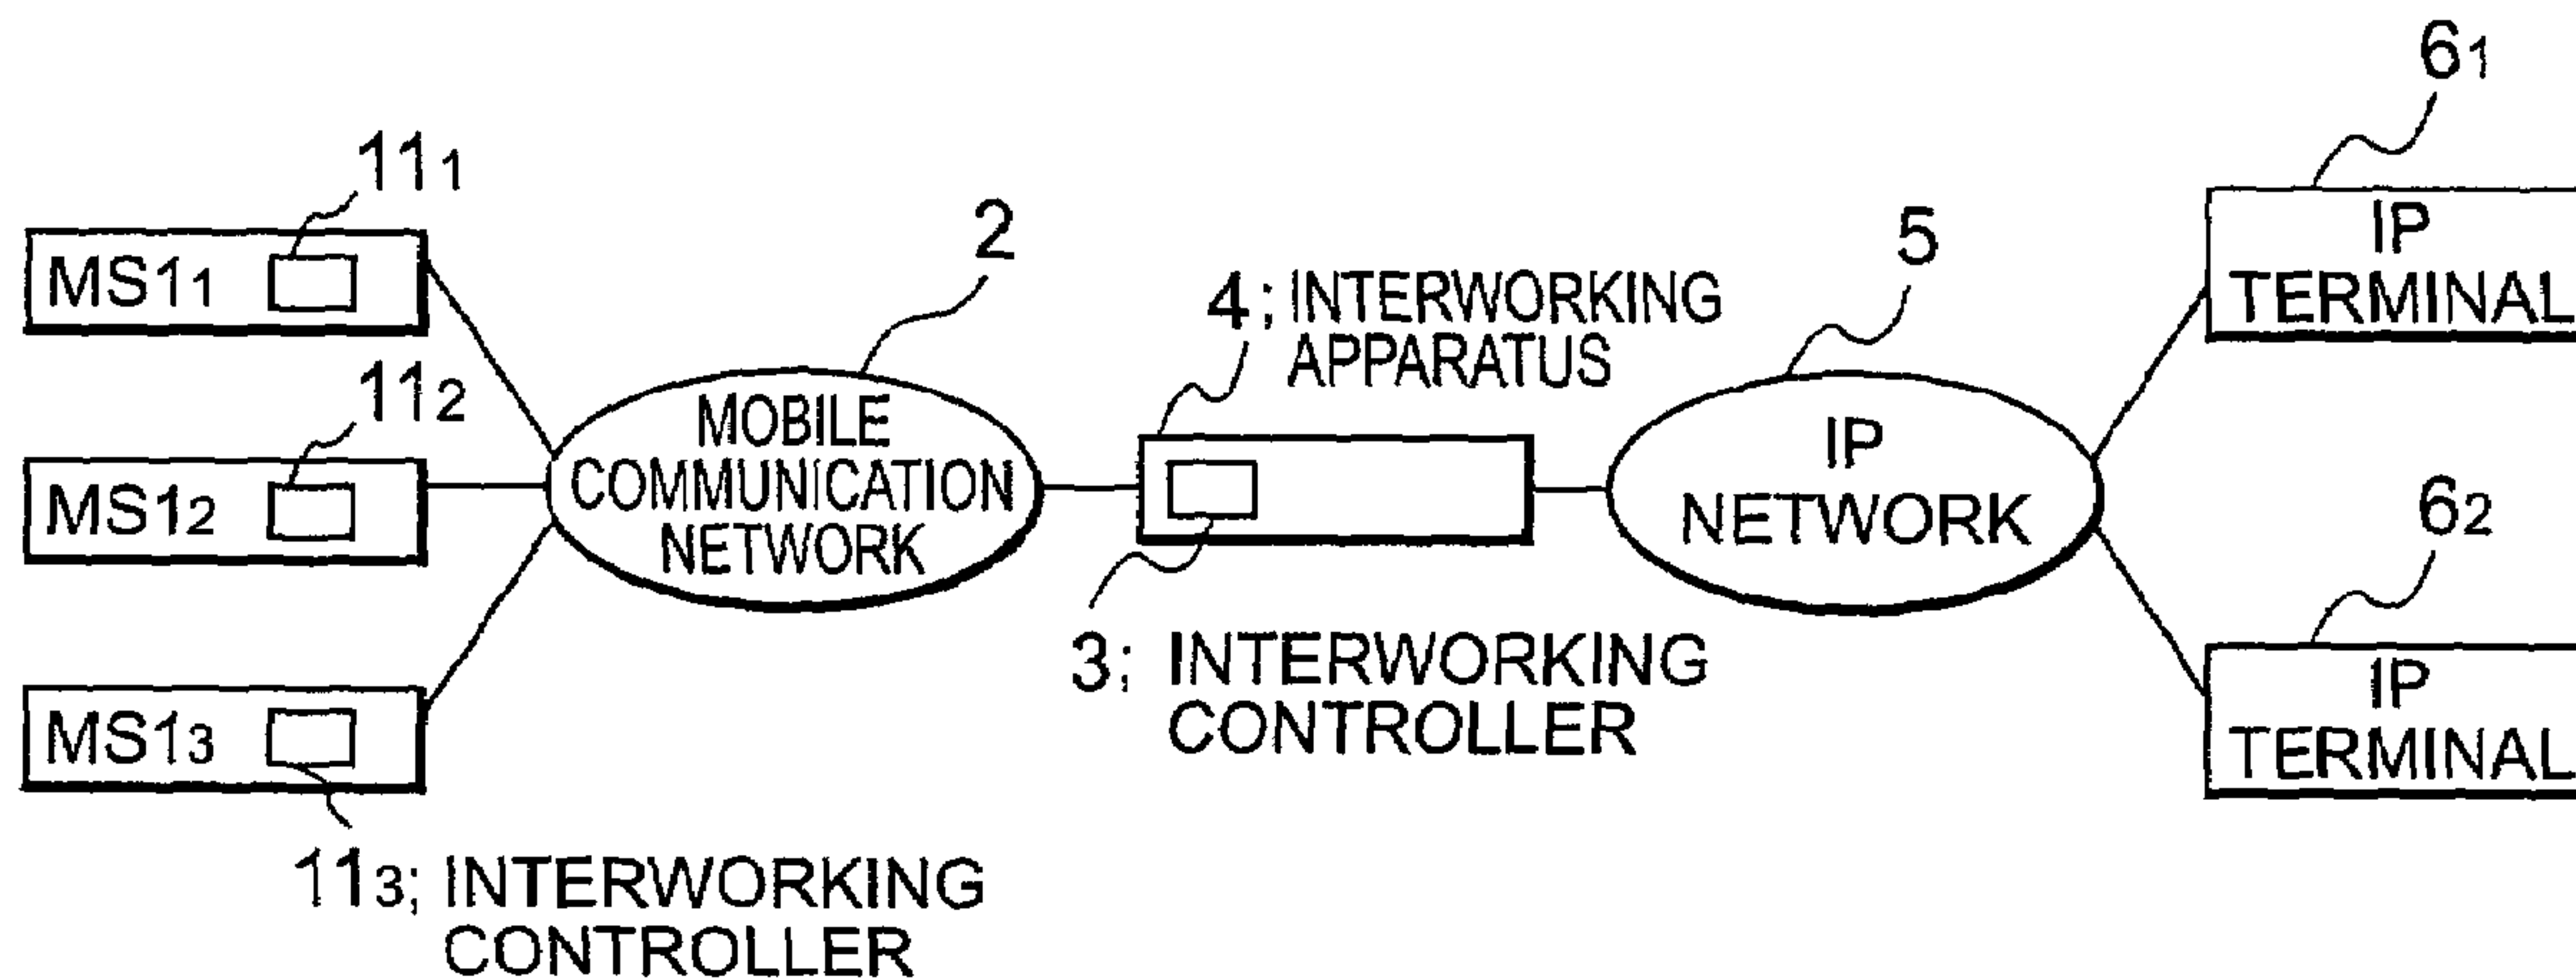 11₁
MS1₁
11₂
MS1₂
MS1₃
11₃; INTERWORKING
CONTROLLER
2
MOBILE
COMMUNICATION
NETWORK
4; INTERWORKING
APPARATUS
3; INTERWORKING
CONTROLLER
5
IP
NETWORK
6₁
IP
TERMINAL
6₂
IP
TERMINAL